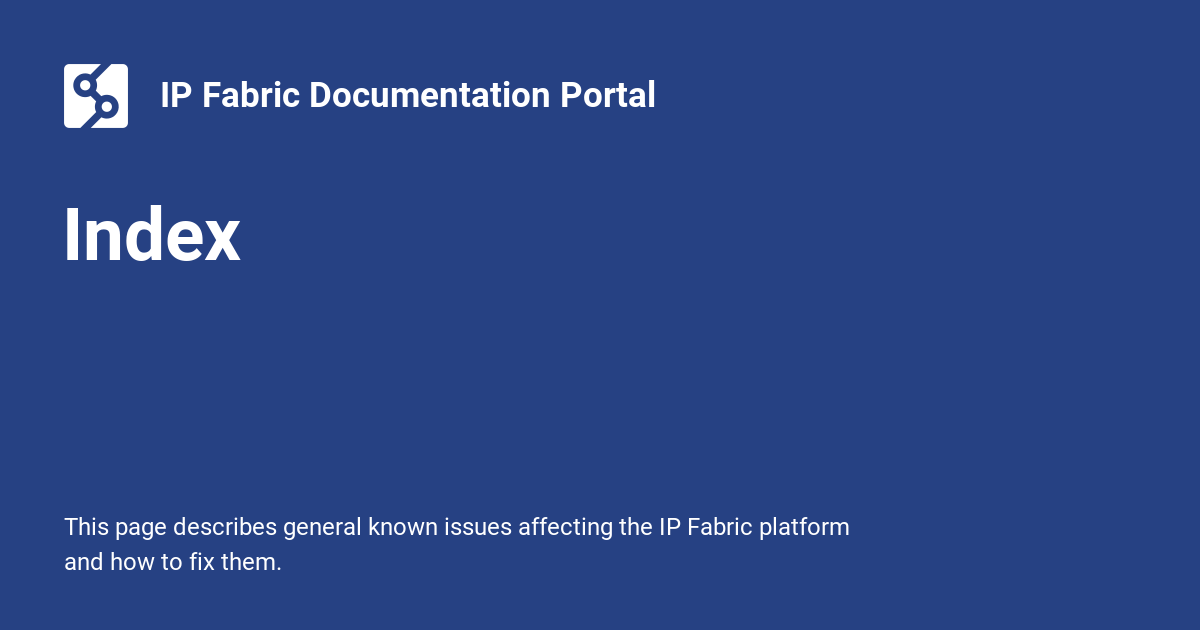 IP Fabric Documentation Portal
Index
This page describes general known issues affecting the IP Fabric platform
and how to fix them.